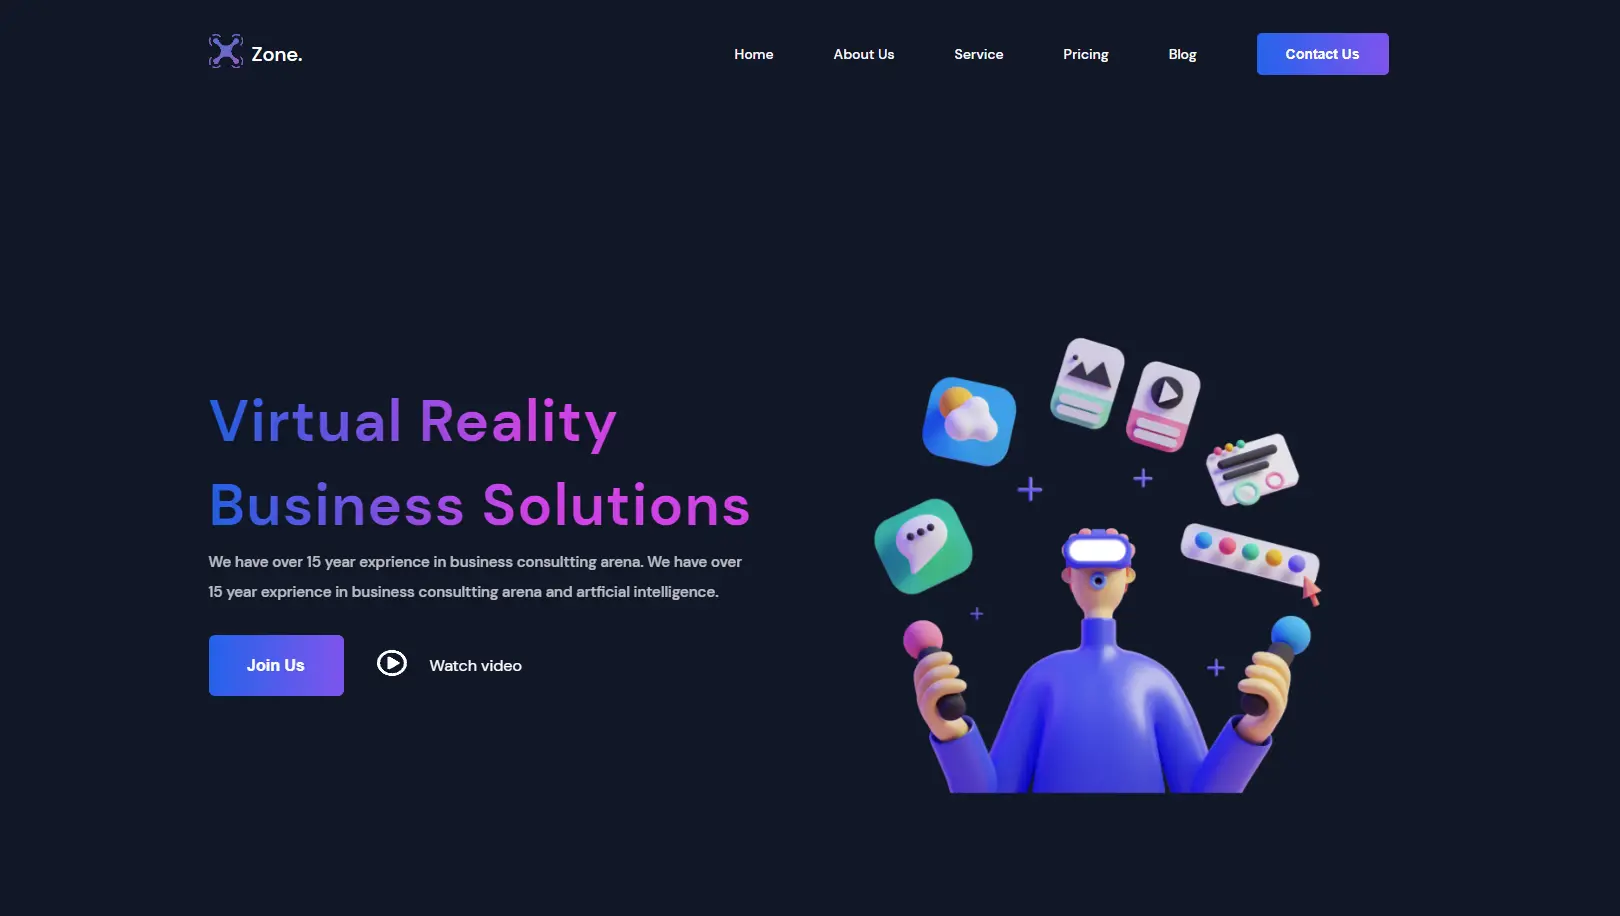 Zone.
Home
About Us
Service
Pricing
Blog
Contact Us
Virtual Reality
Business Solutions
We have over 15 year exprience in business consultting arena. We have over
15 year exprience in business consultting arena and artficial intelligence.
Join Us
Watch video